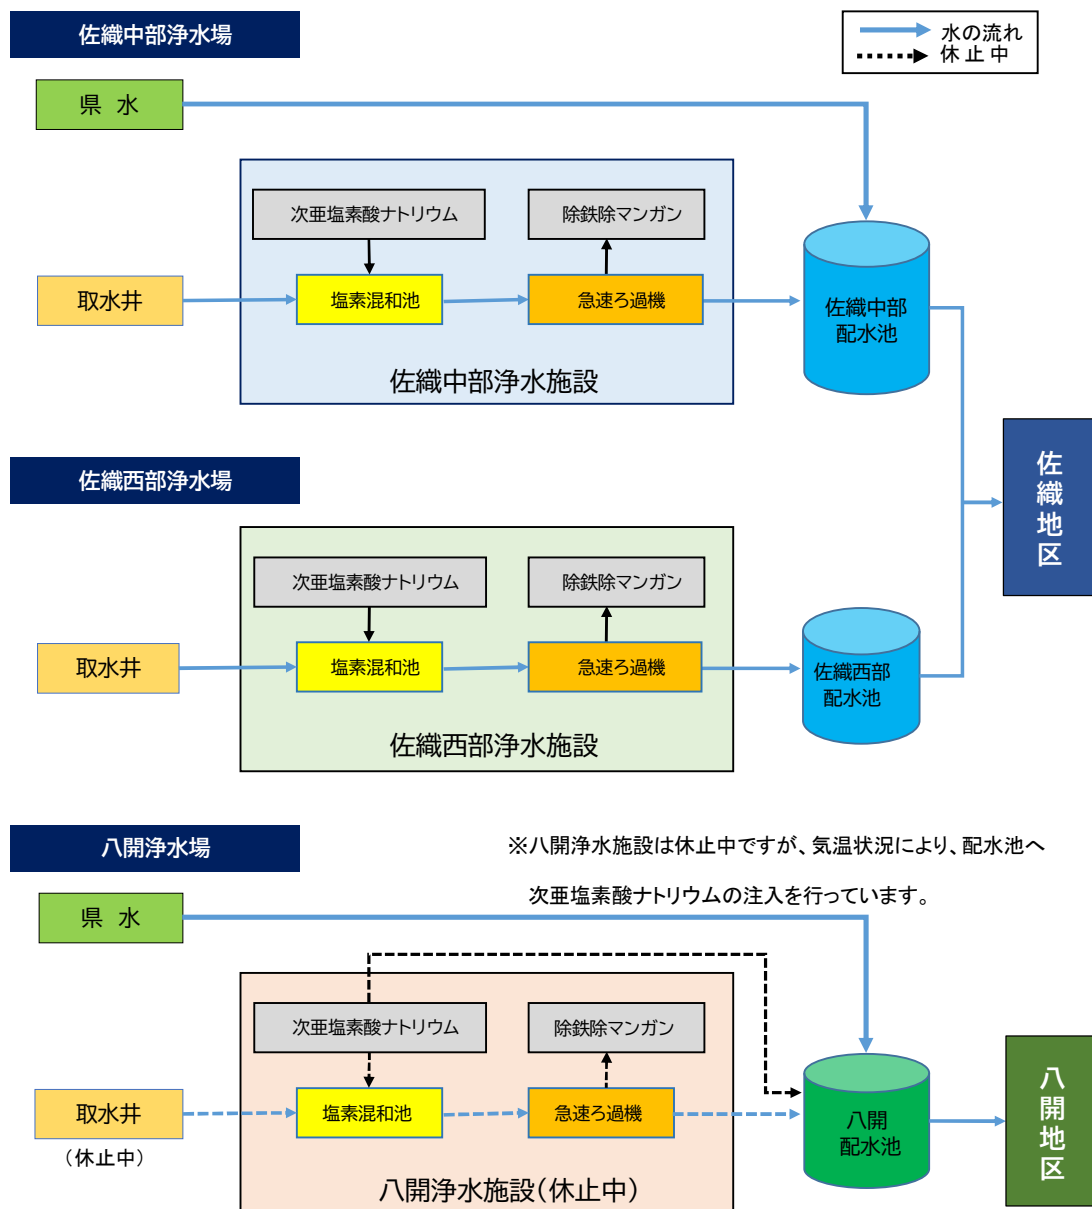 佐織中部浄水場
水の流れ
休止中
県 水
次亜塩素酸ナトリウム
除鉄除マンガン
取水井
塩素混和池
急速ろ過機
佐織中部
配水池
佐織中部浄水施設
佐織地区
佐織西部浄水場
次亜塩素酸ナトリウム
除鉄除マンガン
取水井
塩素混和池
急速ろ過機
佐織西部
配水池
佐織西部浄水施設
八開浄水場
※八開浄水施設は休止中ですが、気温状況により、配水池へ
次亜塩素酸ナトリウムの注入を行っています。
県 水
次亜塩素酸ナトリウム
除鉄除マンガン
取水井
(休止中)
塩素混和池
急速ろ過機
八開
配水池
八開地区
八開浄水施設(休止中)